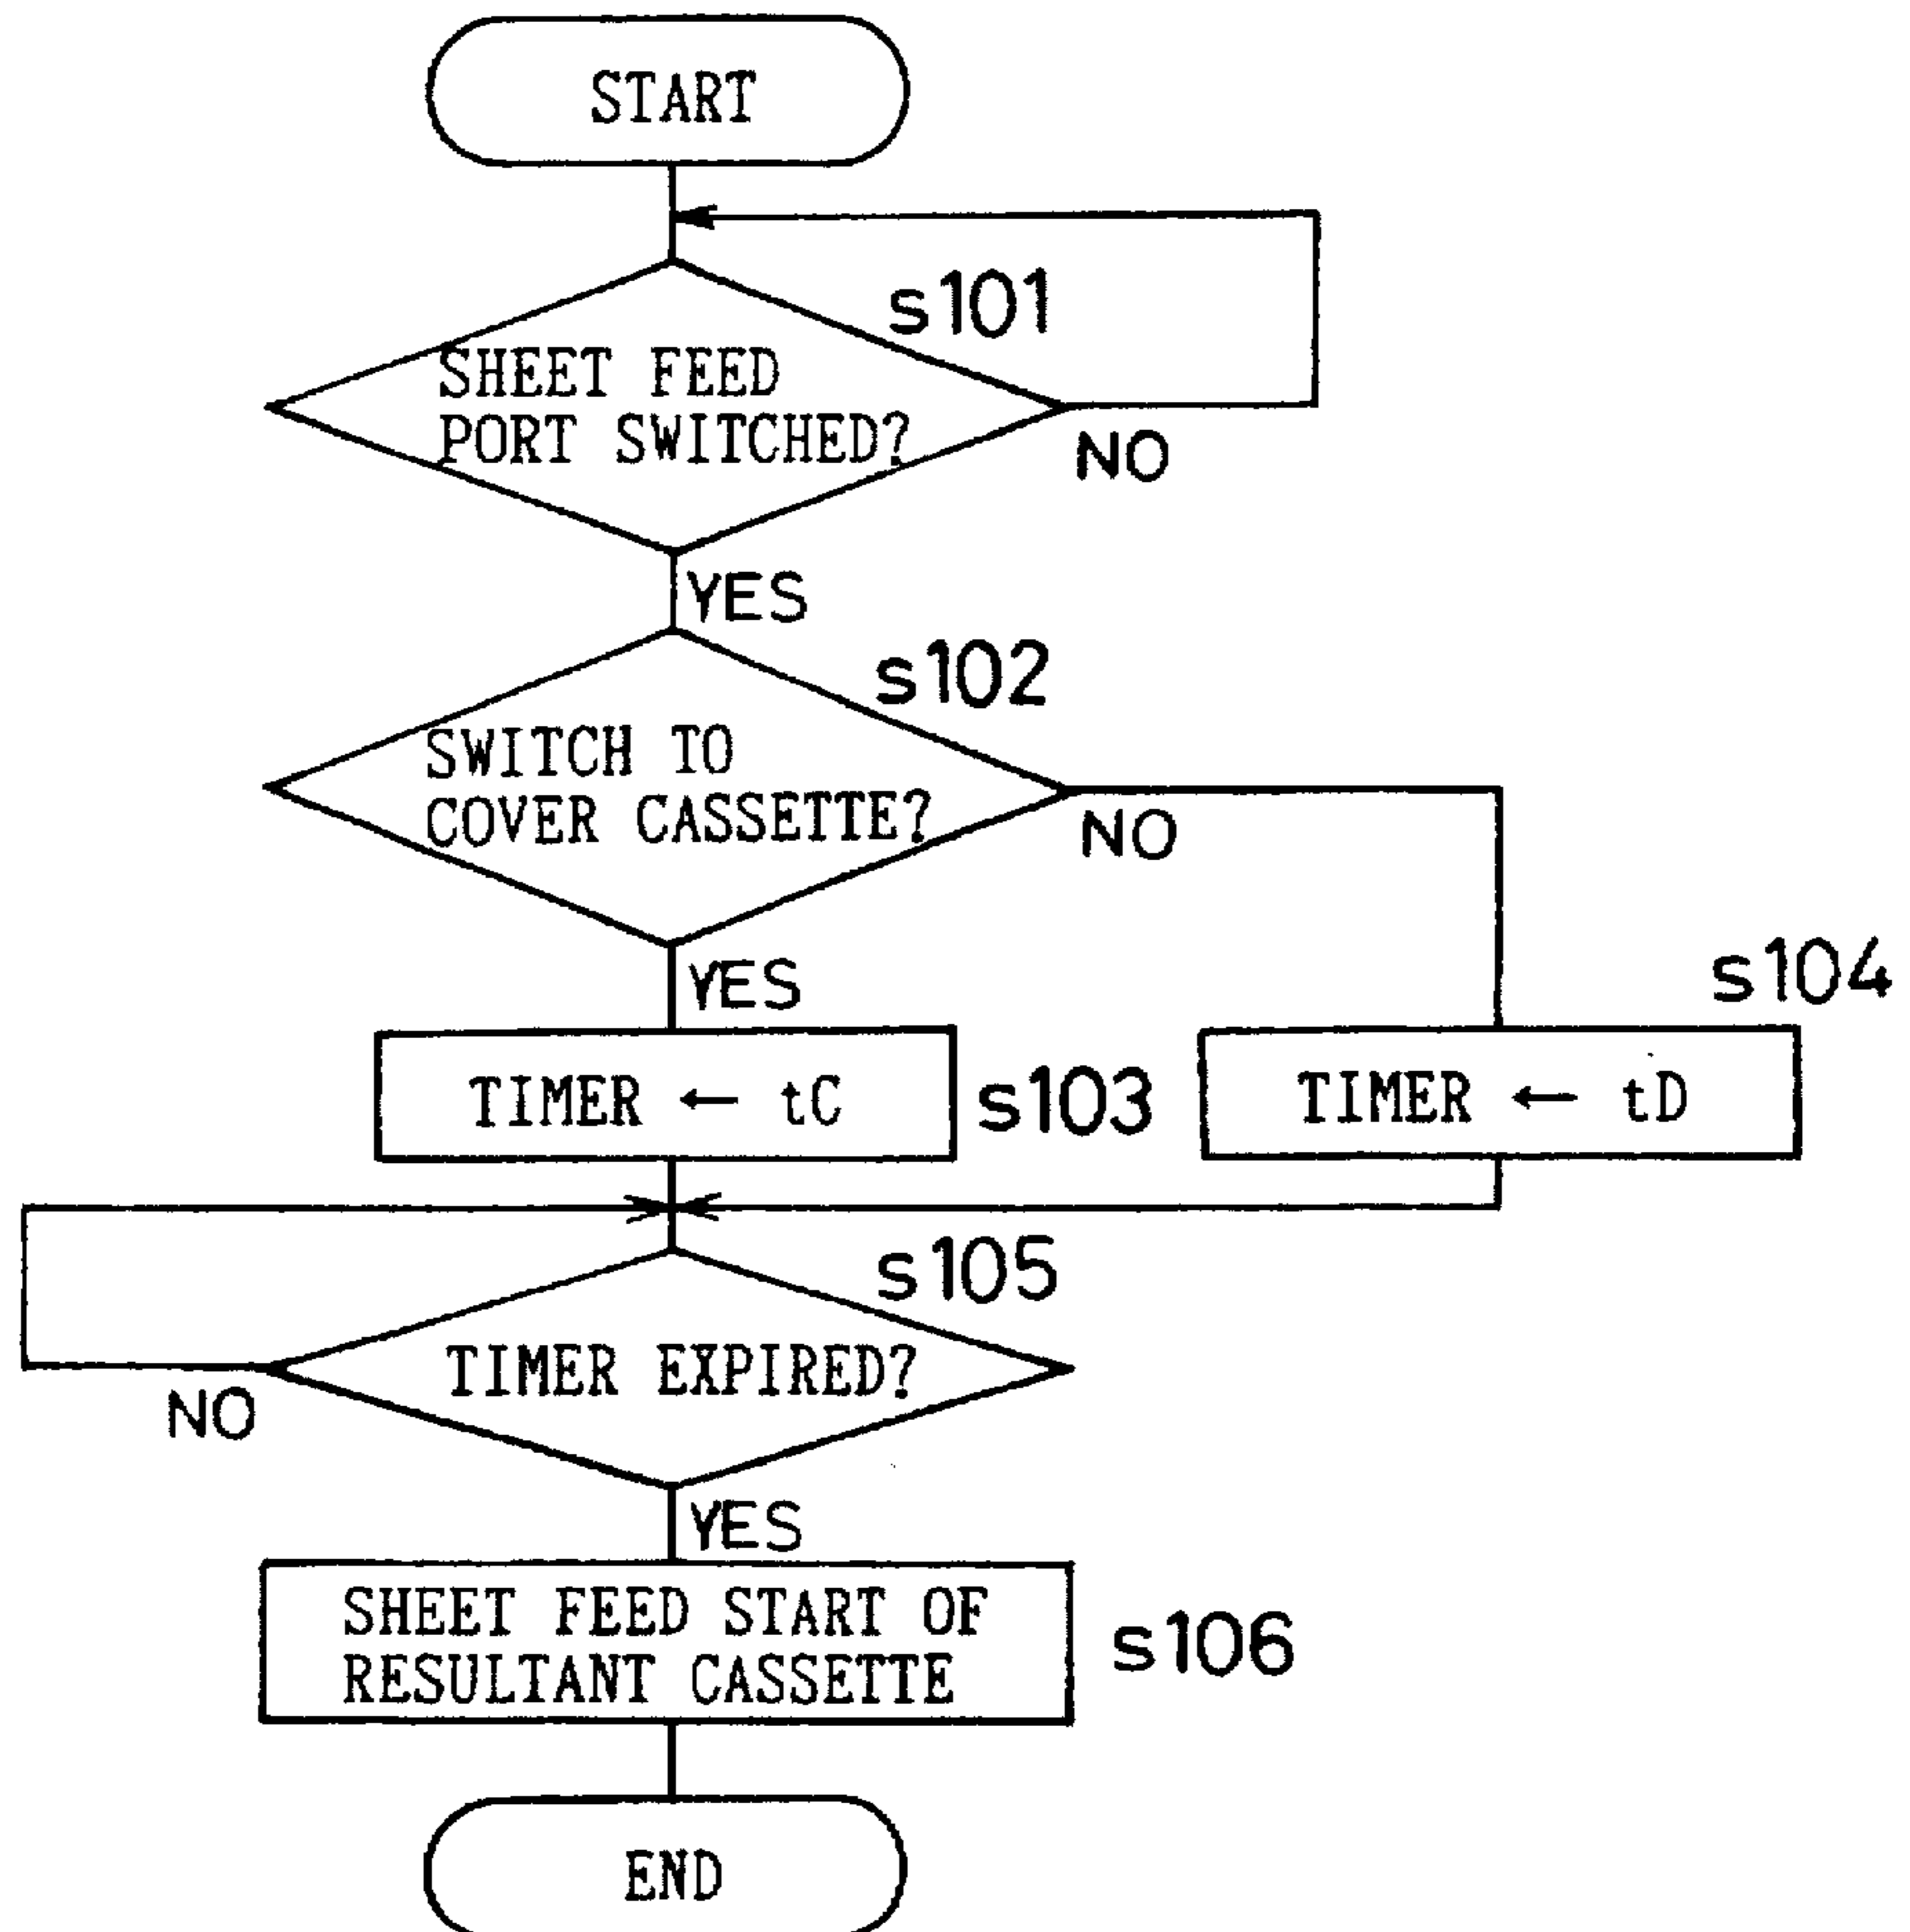 START
s101
SHEET FEED
PORT SWITCHED?
NO
YES
s102
SWITCH TO
COVER CASSETTE?
NO
YES
s104
TIMER ← tC
s103
TIMER ← tD
s105
TIMER EXPIRED?
NO
YES
SHEET FEED START OF
RESULTANT CASSETTE
s106
END